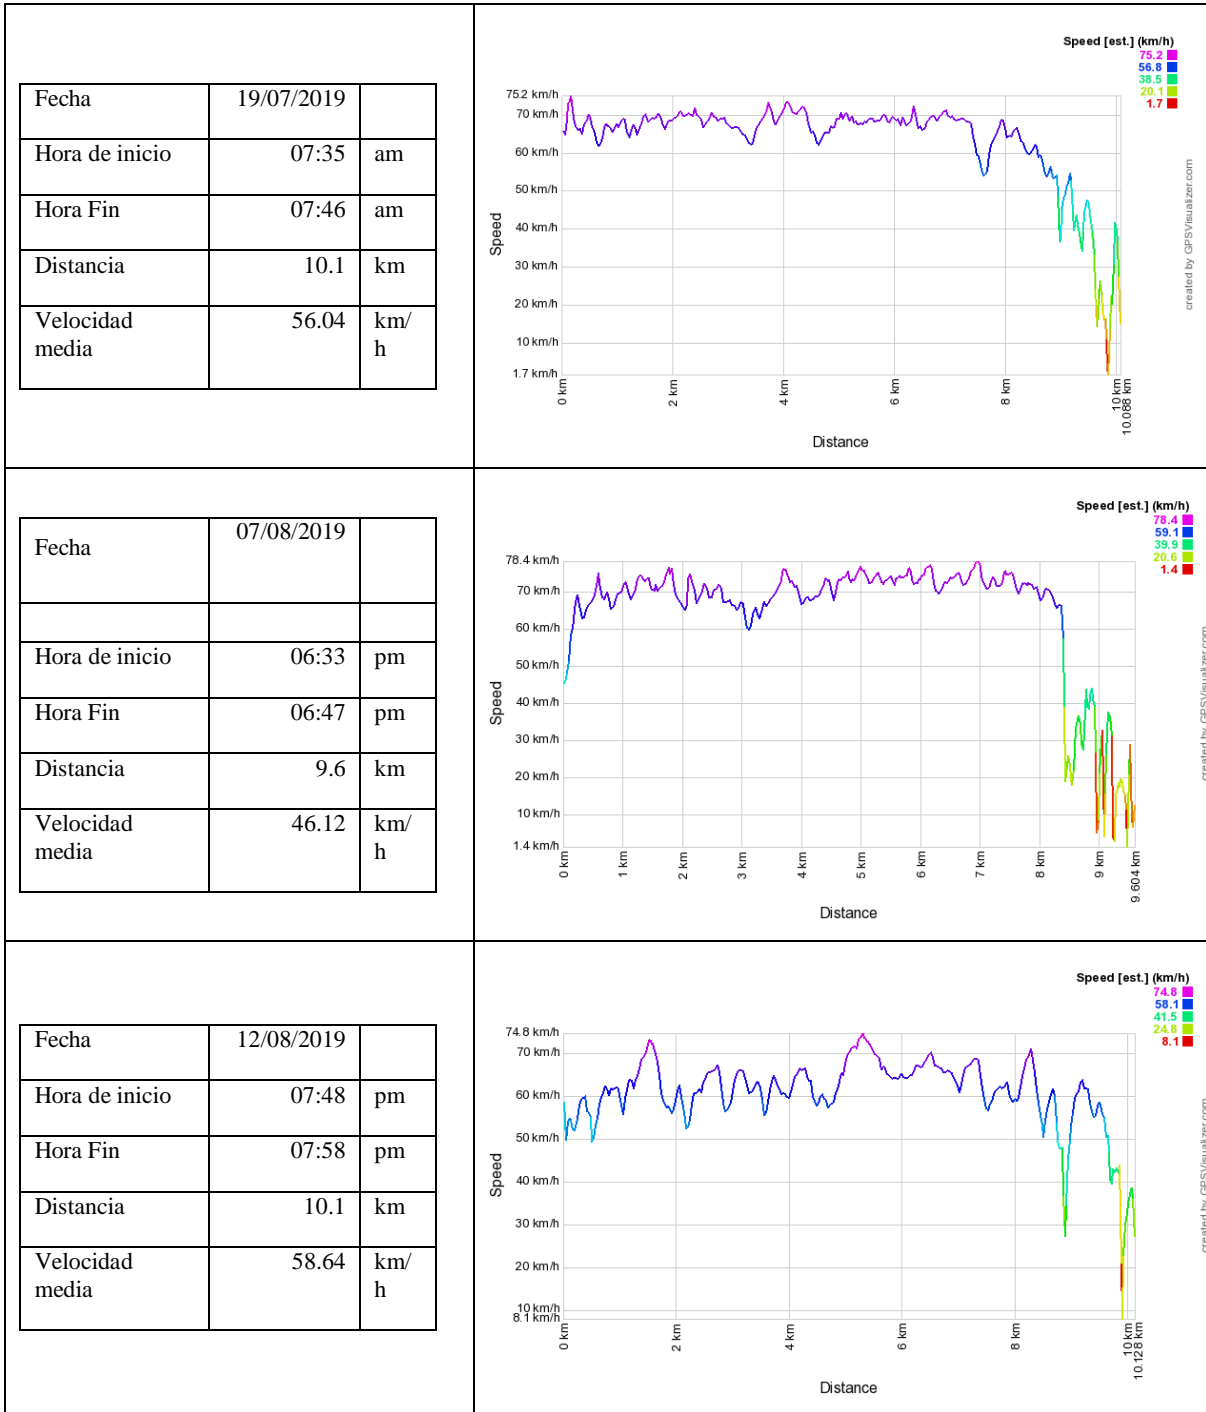 Fecha 19/07/2019
Hora de inicio 07:35 am
Hora Fin 07:46 am
Distancia 10.1 km
Velocidad 56.04 km/
media h
Speed [est.] (km/h)
75.2
56.8
38.5
20.1
1.7
75.2 km/h
70 km/h
60 km/h
50 km/h
40 km/h
30 km/h
20 km/h
10 km/h
1.7 km/h
Speed
0 km
2 km
4 km
6 km
8 km
10 km
10.088 km
Distance
created by GPSVisualizer.com
Fecha 07/08/2019
Hora de inicio 06:33 pm
Hora Fin 06:47 pm
Distancia 9.6 km
Velocidad 46.12 km/
media h
Speed [est.] (km/h)
78.4
59.1
39.9
20.6
1.4
78.4 km/h
70 km/h
60 km/h
50 km/h
40 km/h
30 km/h
20 km/h
10 km/h
1.4 km/h
Speed
0 km
1 km
2 km
3 km
4 km
5 km
6 km
7 km
8 km
9 km
9.604 km
Distance
created by GPSVisualizer.com
Fecha 12/08/2019
Hora de inicio 07:48 pm
Hora Fin 07:58 pm
Distancia 10.1 km
Velocidad 58.64 km/
media h
Speed [est.] (km/h)
74.8
58.1
41.5
24.8
8.1
74.8 km/h
70 km/h
60 km/h
50 km/h
40 km/h
30 km/h
20 km/h
10 km/h
8.1 km/h
Speed
0 km
2 km
4 km
6 km
8 km
10 km
10.128 km
Distance
created by GPSVisualizer.com